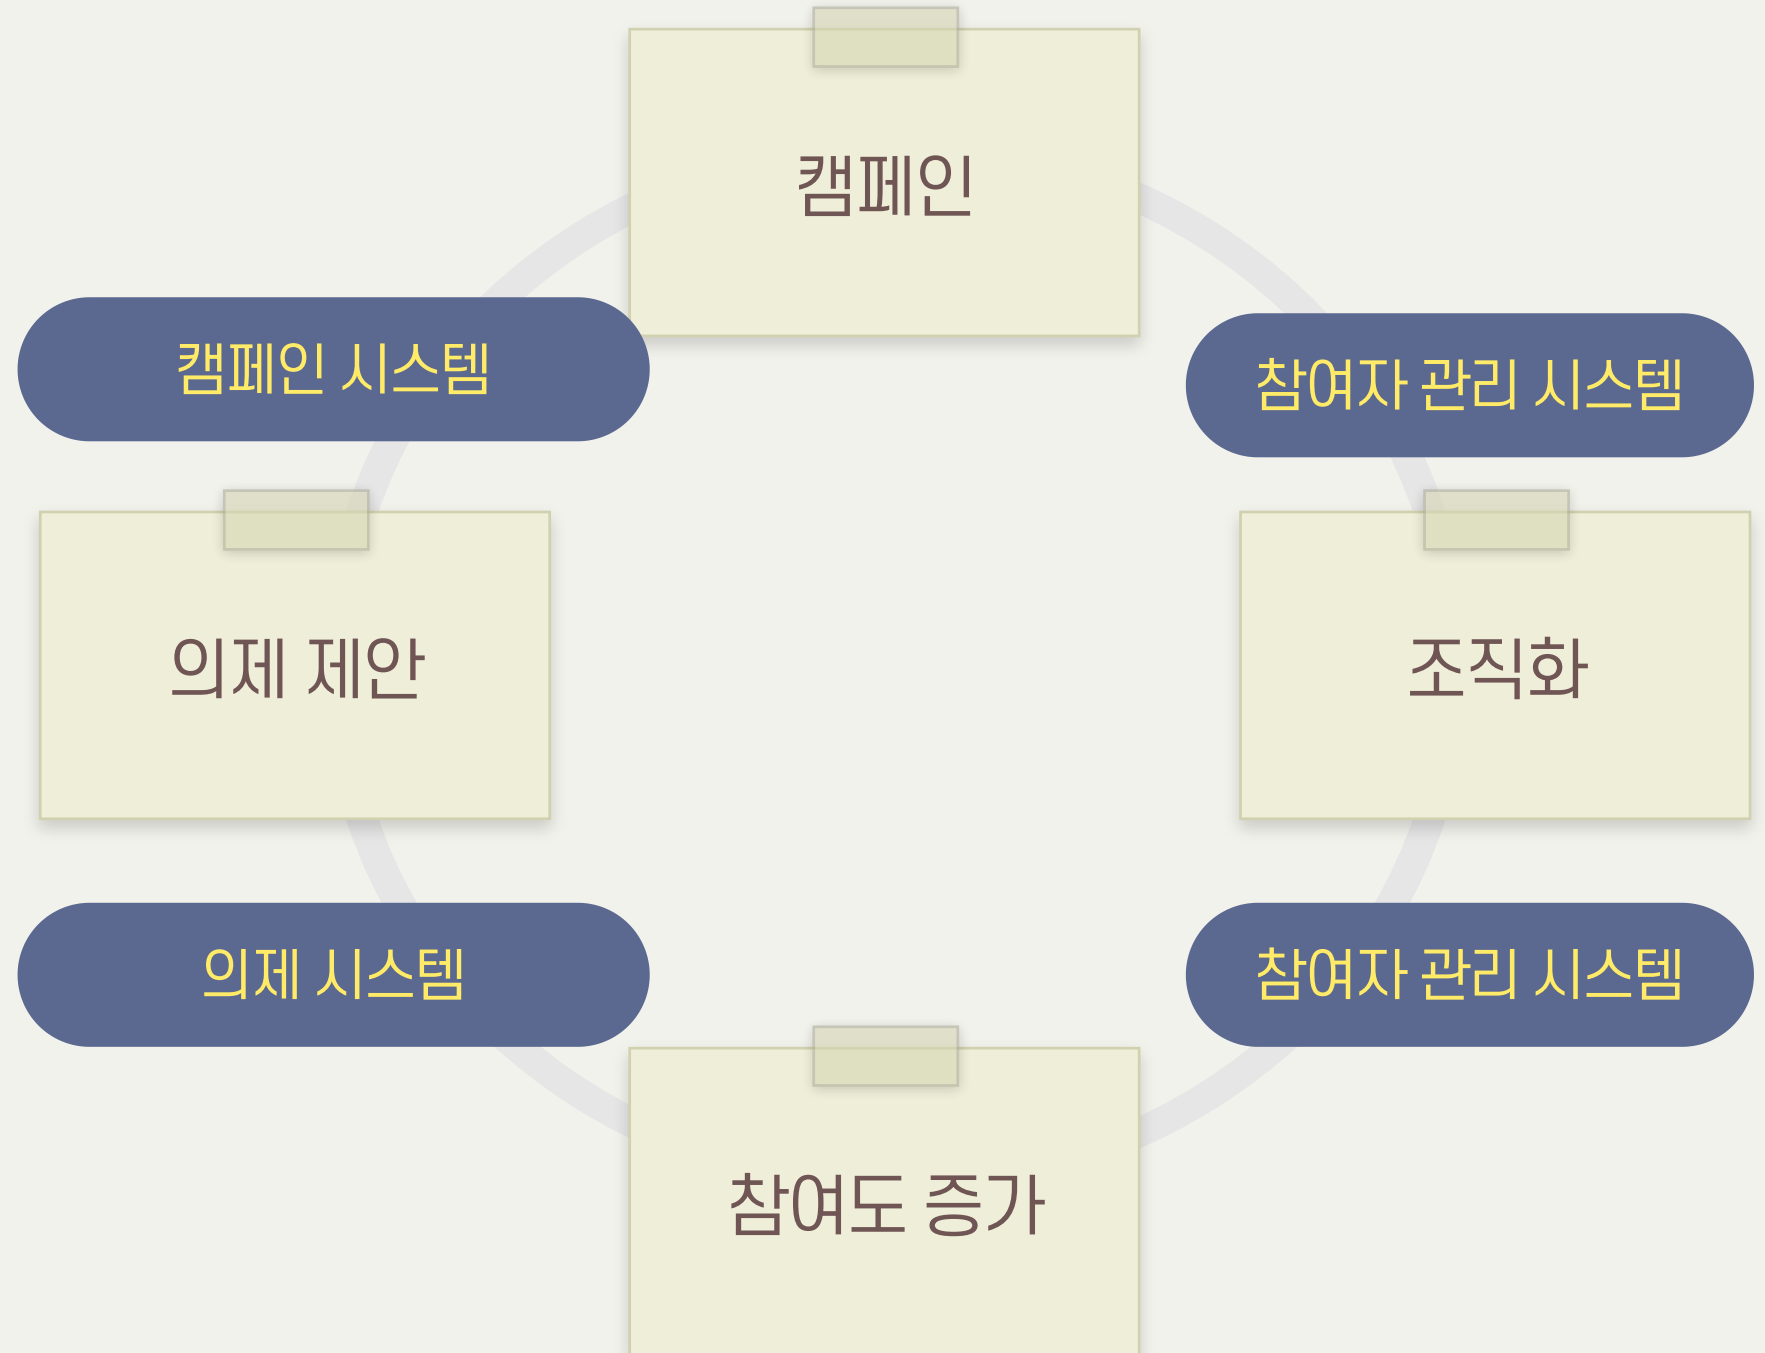 캠페인
캠페인 시스템
참여자 관리 시스템
의제 제안
조직화
의제 시스템
참여자 관리 시스템
참여도 증가